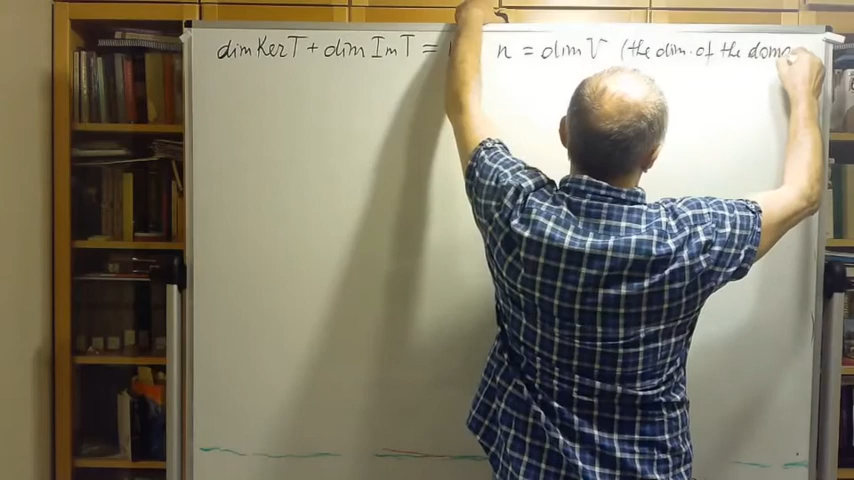 dim Ker T + dim Im T = n = dim V (the dim. of the doma